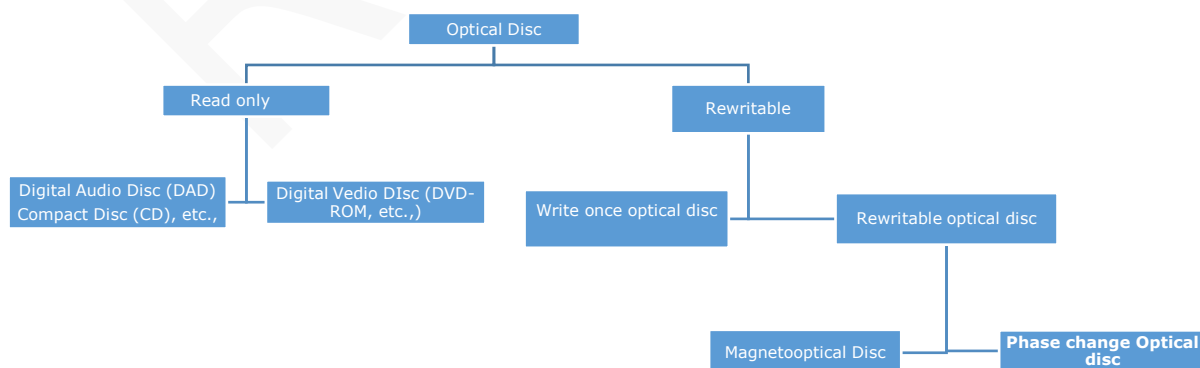 Optical Disc
Read only
Rewritable
Digital Audio Disc (DAD)
Compact Disc (CD), etc.,
Digital Vedio DIsc (DVD-
ROM, etc.,)
Write once optical disc
Rewritable optical disc
Magnetooptical Disc
Phase change Optical
disc